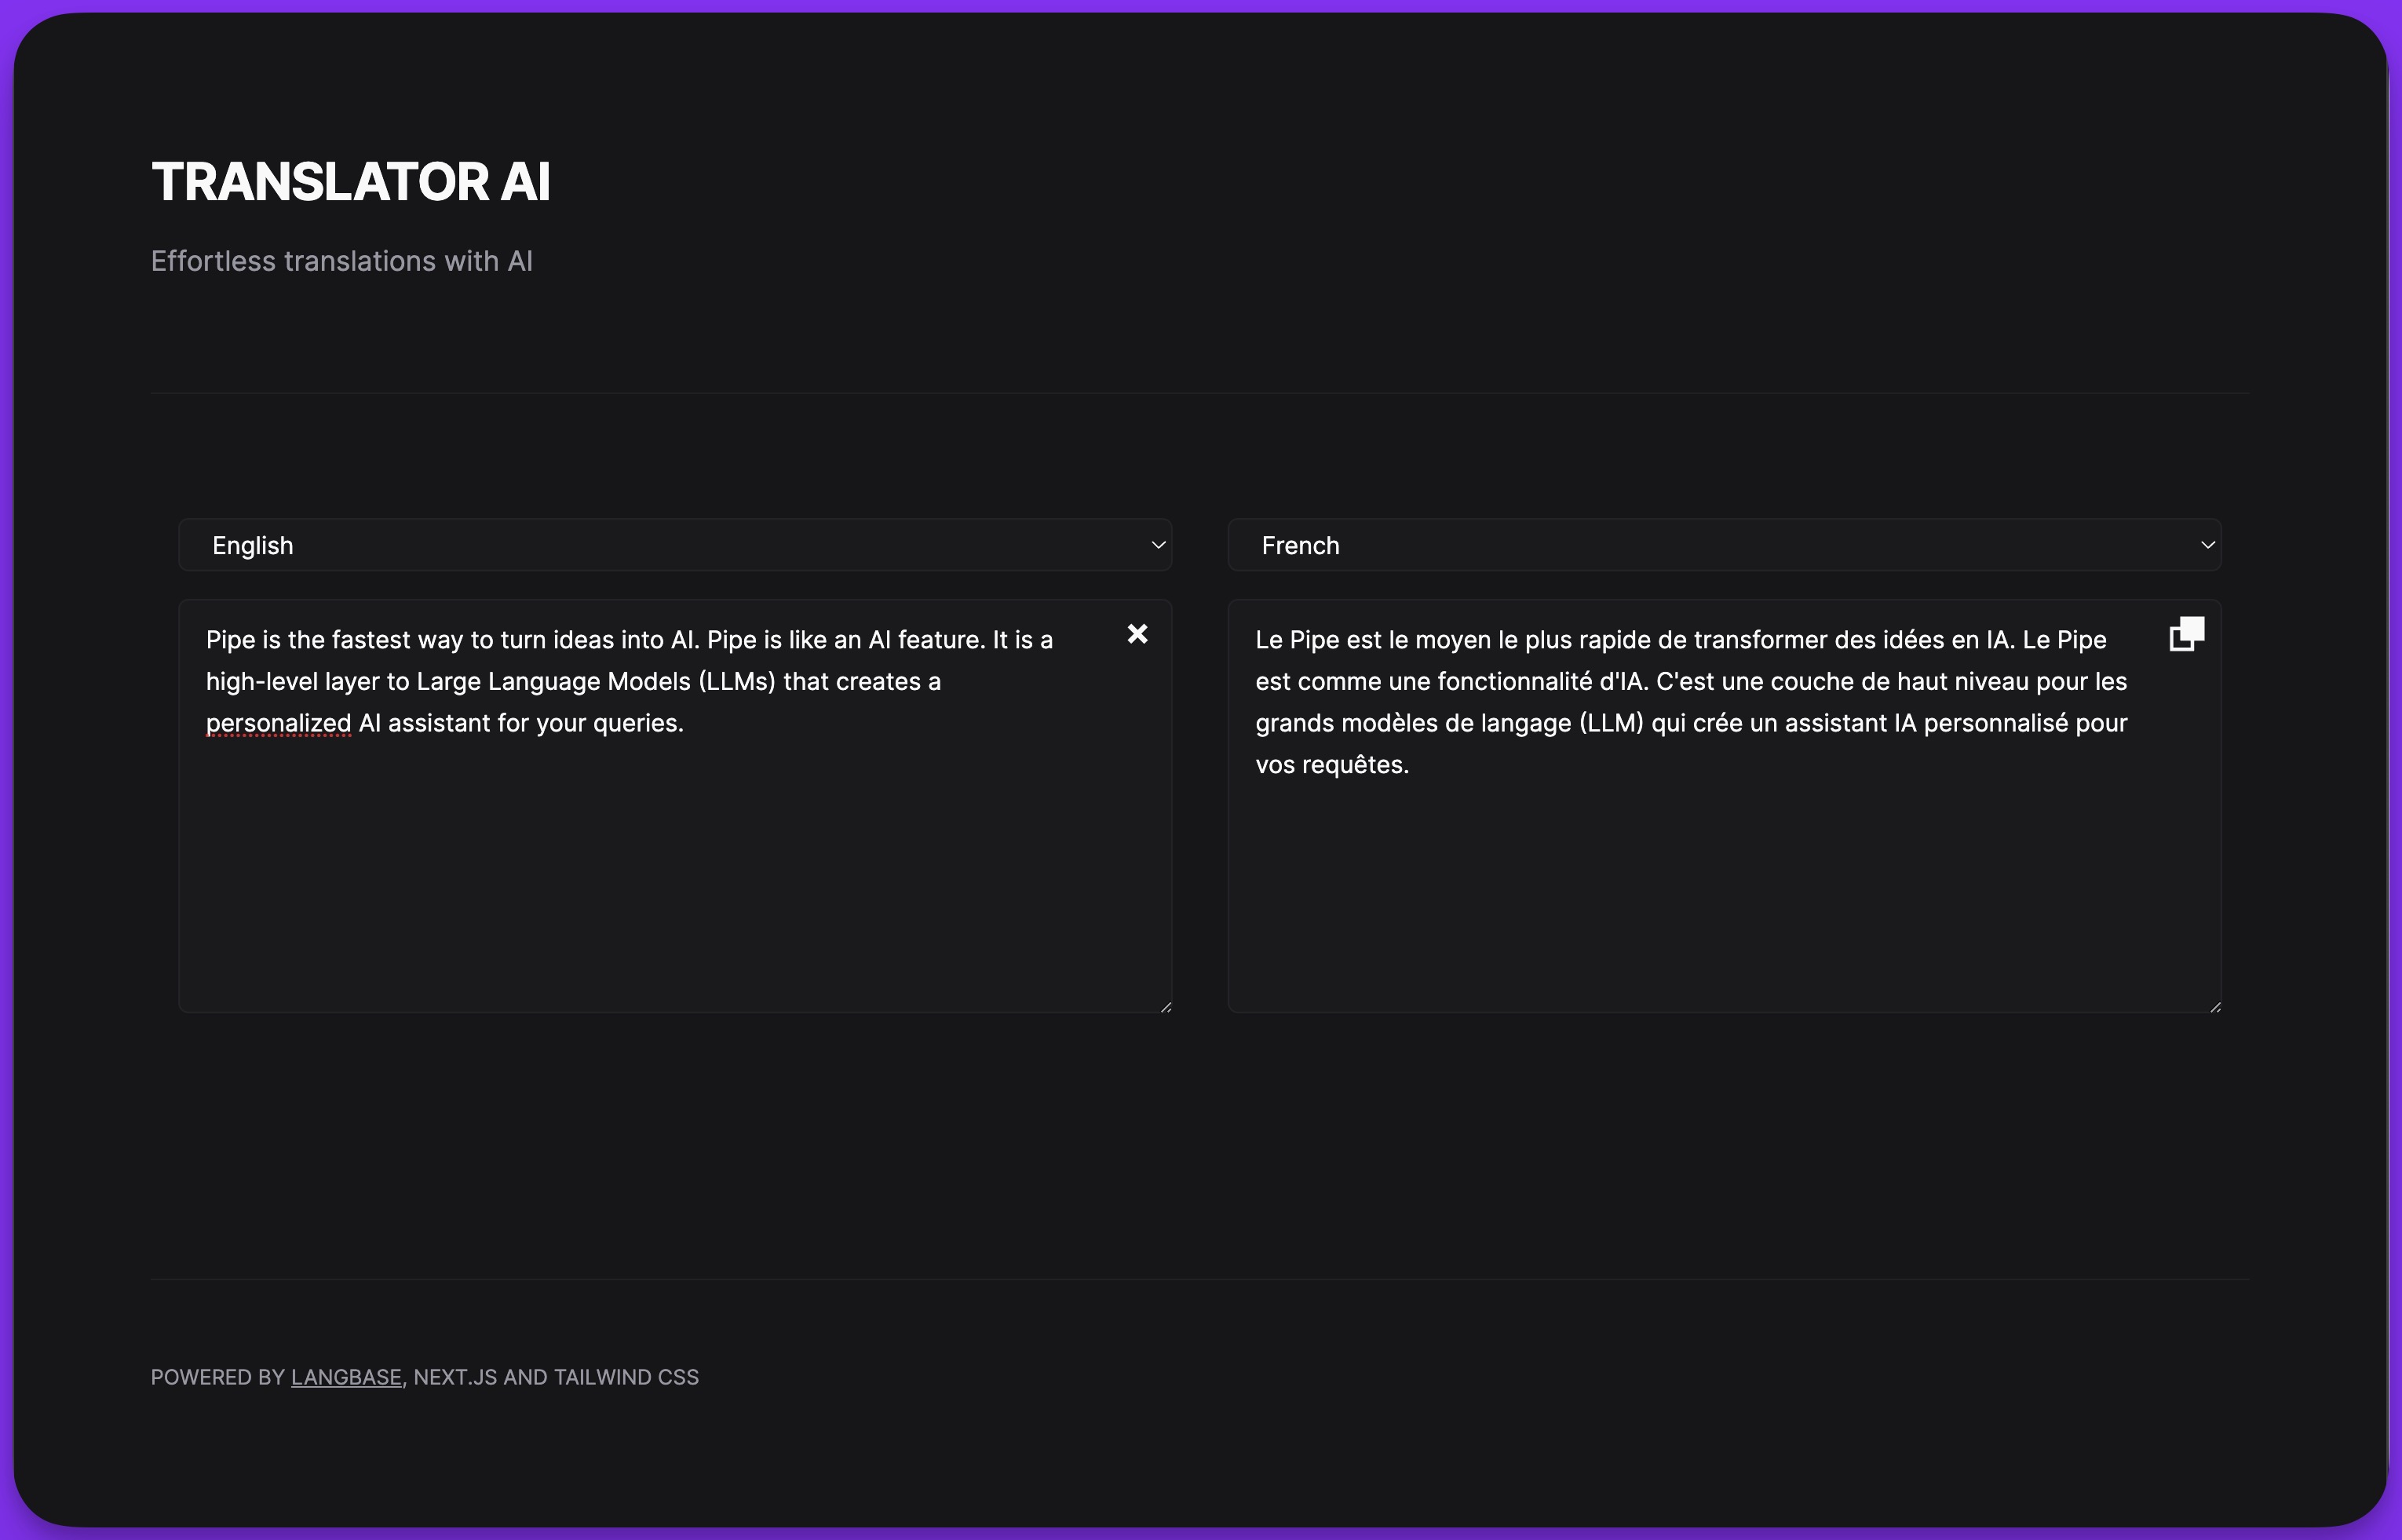 TRANSLATOR AI
Effortless translations with AI
English
French
Pipe is the fastest way to turn ideas into AI. Pipe is like an AI feature. It is a
high-level layer to Large Language Models (LLMs) that creates a
personalized AI assistant for your queries.
Le Pipe est le moyen le plus rapide de transformer des idées en IA. Le Pipe
est comme une fonctionnalité d'IA. C'est une couche de haut niveau pour les
grands modèles de langage (LLM) qui crée un assistant IA personnalisé pour
vos requêtes.
POWERED BY LANGBASE, NEXT.JS AND TAILWIND CSS